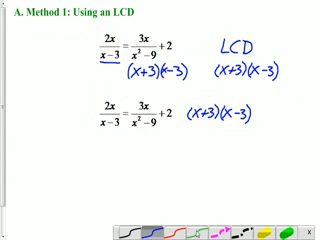 A. Method 1: Using an LCD
2x/(x−3) = 3x/(x²−9) + 2    LCD
(x+3)(x−3)    (x+3)(x−3)
2x/(x−3) = 3x/(x²−9) + 2    (x+3)(x−3)
x